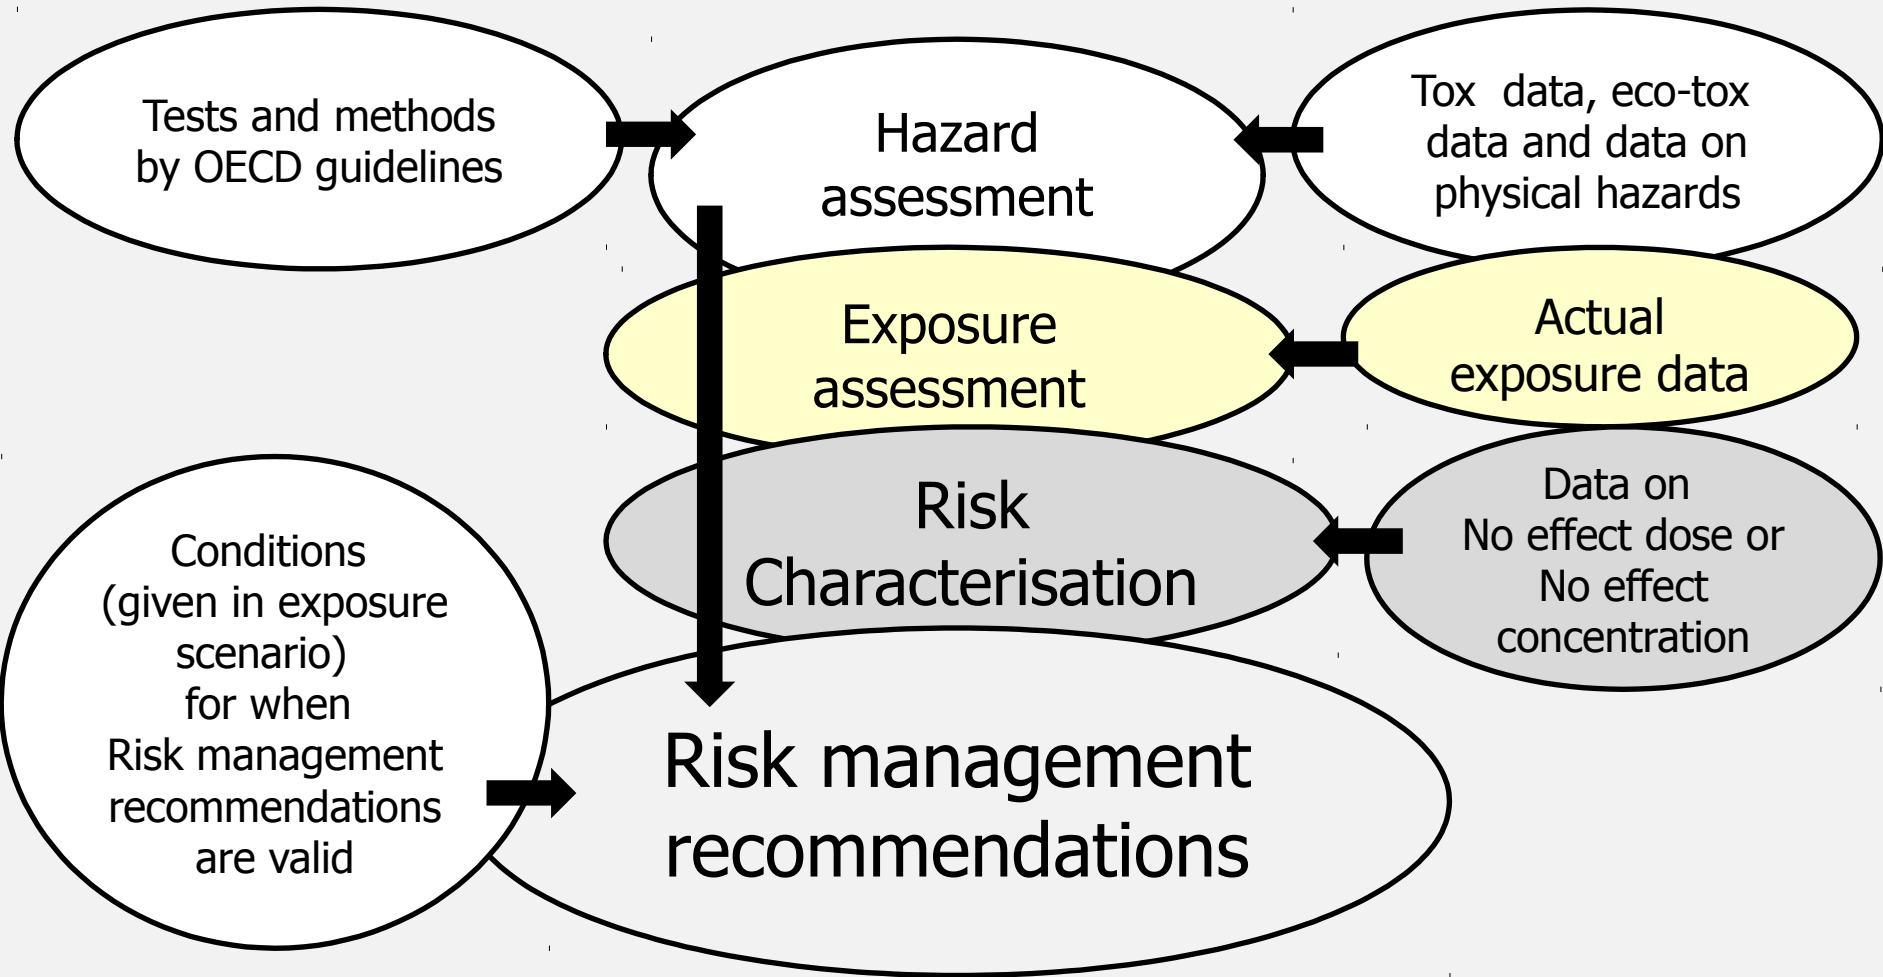 Tests and methods
by OECD guidelines
Hazard
assessment
Tox data, eco-tox
data and data on
physical hazards
Exposure
assessment
Actual
exposure data
Risk
Characterisation
Data on
No effect dose or
No effect
concentration
Conditions
(given in exposure
scenario)
for when
Risk management
recommendations
are valid
Risk management
recommendations